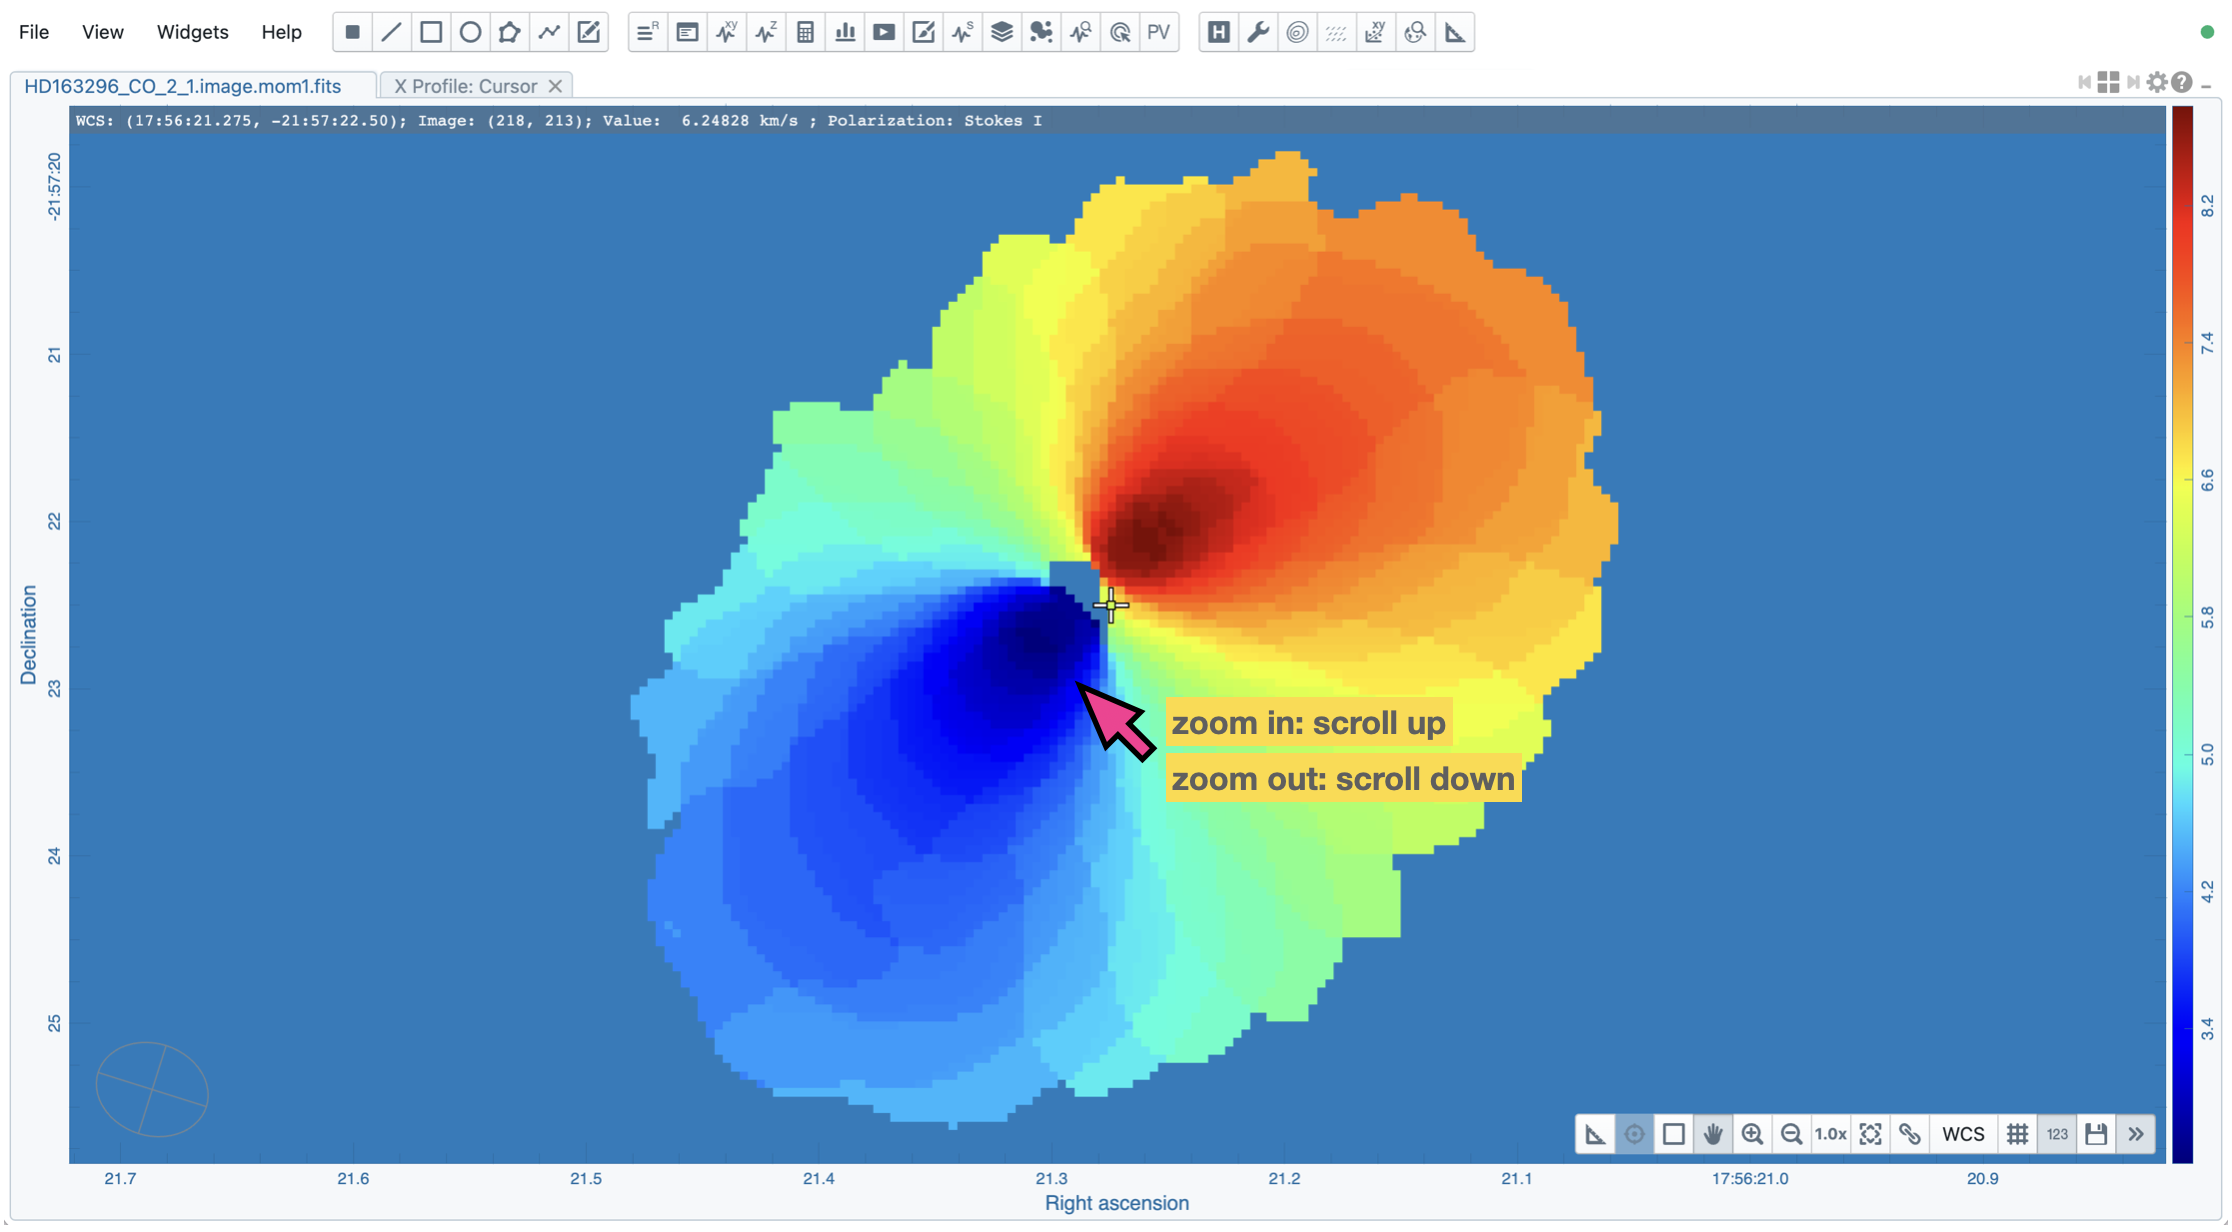 File View Widgets Help
R XY Z S PV H xy
HD163296_CO_2_1.image.mom1.fits X Profile: Cursor
WCS: (17:56:21.275, -21:57:22.50); Image: (218, 213); Value: 6.24828 km/s ; Polarization: Stokes I
-21:57:20
21
22
23
24
25
Declination
8.2
7.4
6.6
5.8
5.0
4.2
3.4
zoom in: scroll up
zoom out: scroll down
1.0x WCS 123
21.7 21.6 21.5 21.4 21.3 21.2 21.1 17:56:21.0 20.9
Right ascension